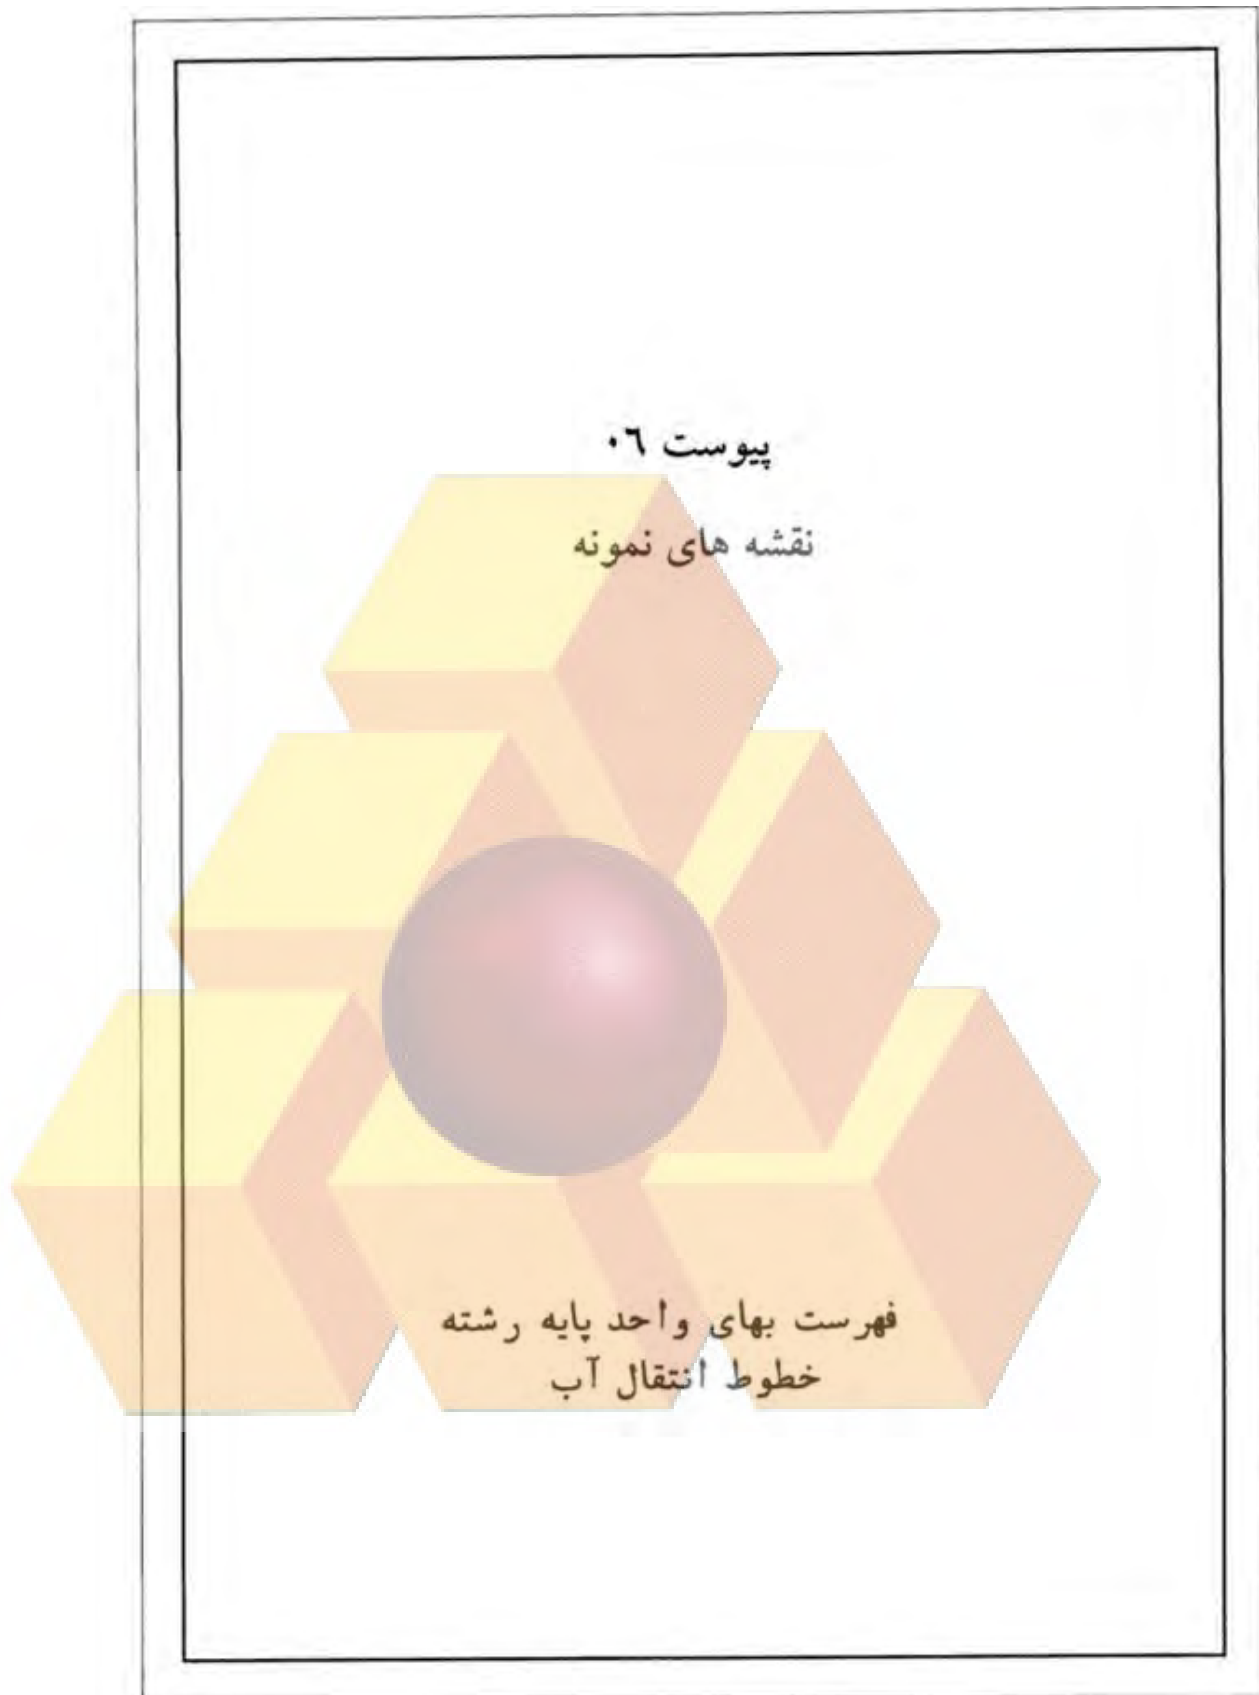 پیوست ۰۶
نقشه های نمونه
فهرست بهای واحد پایه رشته
خطوط انتقال آب